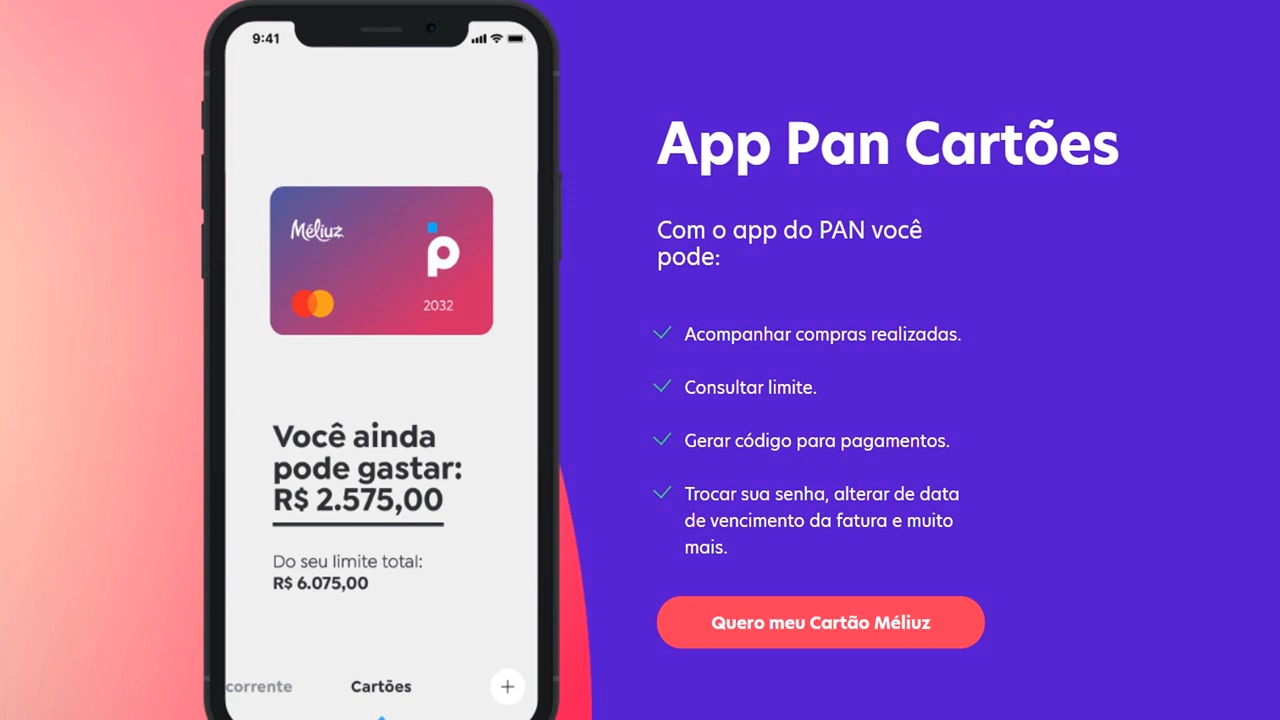 9:41
Méliuz
p
2032
Você ainda
pode gastar:
R$ 2.575,00
Do seu limite total:
R$ 6.075,00
corrente
Cartões
+
App Pan Cartões
Com o app do PAN você
pode:
Acompanhar compras realizadas.
Consultar limite.
Gerar código para pagamentos.
Trocar sua senha, alterar de data
de vencimento da fatura e muito
mais.
Quero meu Cartão Méliuz